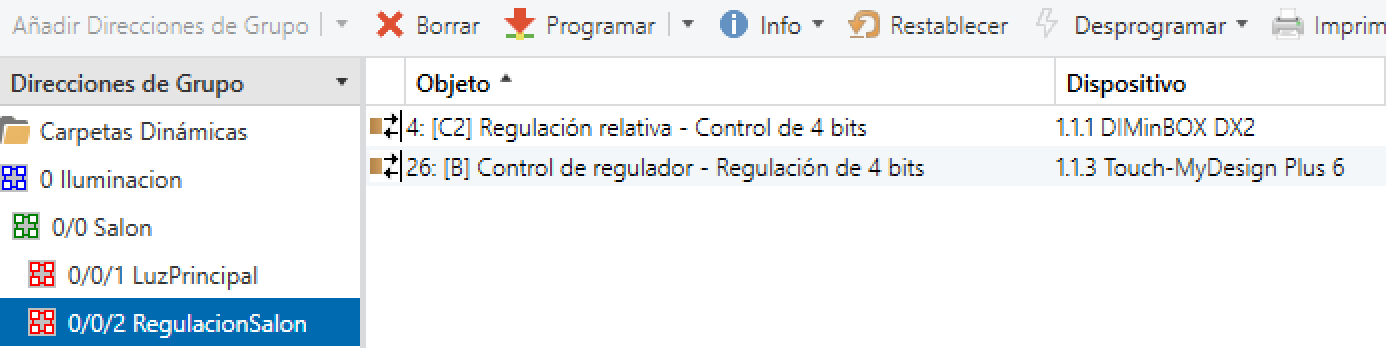 Añadir Direcciones de Grupo Borrar Programar Info Restablecer Desprogramar Imprim
Direcciones de Grupo Objeto Dispositivo
Carpetas Dinámicas 4: [C2] Regulación relativa - Control de 4 bits 1.1.1 DIMinBOX DX2
0 Iluminacion 26: [B] Control de regulador - Regulación de 4 bits 1.1.3 Touch-MyDesign Plus 6
0/0 Salon
0/0/1 LuzPrincipal
0/0/2 RegulacionSalon